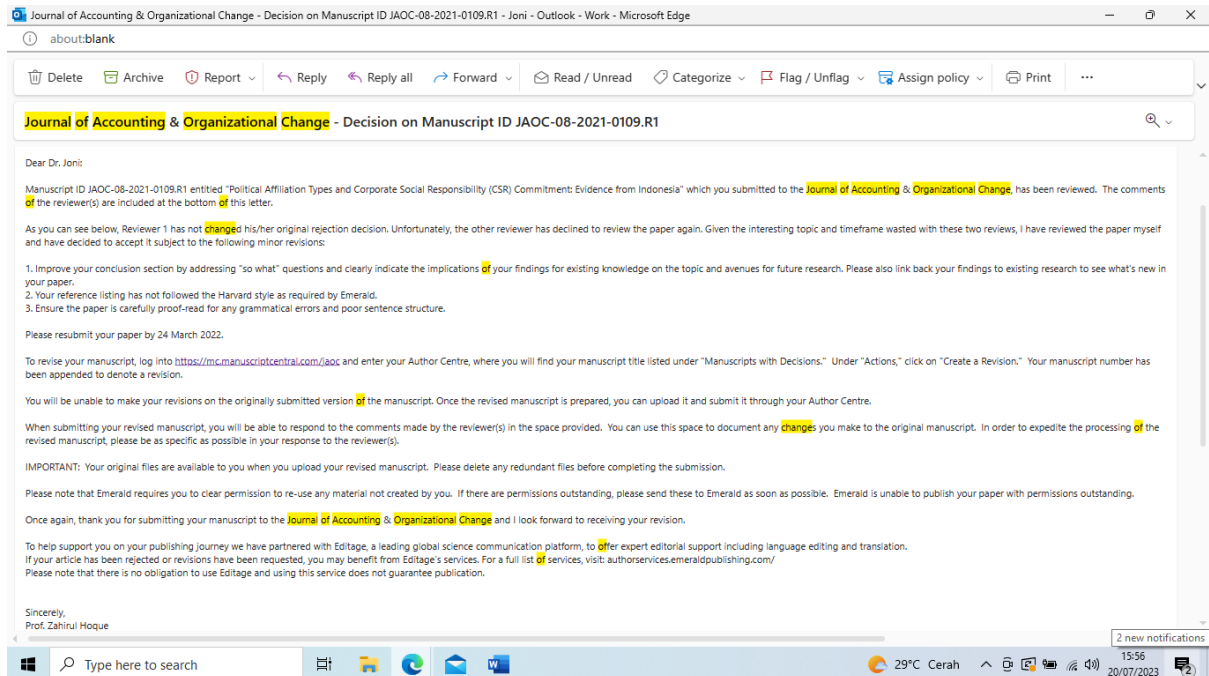 Journal of Accounting & Organizational Change - Decision on Manuscript ID JAOC-08-2021-0109.R1 - Joni - Outlook - Work - Microsoft Edge
about:blank
Delete Archive Report Reply Reply all Forward Read / Unread Categorize Flag / Unflag Assign policy Print ...
Journal of Accounting & Organizational Change - Decision on Manuscript ID JAOC-08-2021-0109.R1
Dear Dr. Joni:
Manuscript ID JAOC-08-2021-0109.R1 entitled "Political Affiliation Types and Corporate Social Responsibility (CSR) Commitment: Evidence from Indonesia" which you submitted to the Journal of Accounting & Organizational Change, has been reviewed. The comments
of the reviewer(s) are included at the bottom of this letter.
As you can see below, Reviewer 1 has not changed his/her original rejection decision. Unfortunately, the other reviewer has declined to review the paper again. Given the interesting topic and timeframe wasted with these two reviews, I have reviewed the paper myself
and have decided to accept it subject to the following minor revisions:
1. Improve your conclusion section by addressing "so what" questions and clearly indicate the implications of your findings for existing knowledge on the topic and avenues for future research. Please also link back your findings to existing research to see what's new in
your paper.
2. Your reference listing has not followed the Harvard style as required by Emerald.
3. Ensure the paper is carefully proof-read for any grammatical errors and poor sentence structure.
Please resubmit your paper by 24 March 2022.
To revise your manuscript, log into https://mc.manuscriptcentral.com/jaoc and enter your Author Centre, where you will find your manuscript title listed under "Manuscripts with Decisions." Under "Actions," click on "Create a Revision." Your manuscript number has
been appended to denote a revision.
You will be unable to make your revisions on the originally submitted version of the manuscript. Once the revised manuscript is prepared, you can upload it and submit it through your Author Centre.
When submitting your revised manuscript, you will be able to respond to the comments made by the reviewer(s) in the space provided. You can use this space to document any changes you make to the original manuscript. In order to expedite the processing of the
revised manuscript, please be as specific as possible in your response to the reviewer(s).
IMPORTANT: Your original files are available to you when you upload your revised manuscript. Please delete any redundant files before completing the submission.
Please note that Emerald requires you to clear permission to re-use any material not created by you. If there are permissions outstanding, please send these to Emerald as soon as possible. Emerald is unable to publish your paper with permissions outstanding.
Once again, thank you for submitting your manuscript to the Journal of Accounting & Organizational Change and I look forward to receiving your revision.
To help support you on your publishing journey we have partnered with Editage, a leading global science communication platform, to offer expert editorial support including language editing and translation.
If your article has been rejected or revisions have been requested, you may benefit from Editage's services. For a full list of services, visit: authorservices.emeraldpublishing.com/
Please note that there is no obligation to use Editage and using this service does not guarantee publication.
Sincerely,
Prof. Zahirul Hoque
2 new notifications
Type here to search
29°C Cerah
15:56
20/07/2023
2